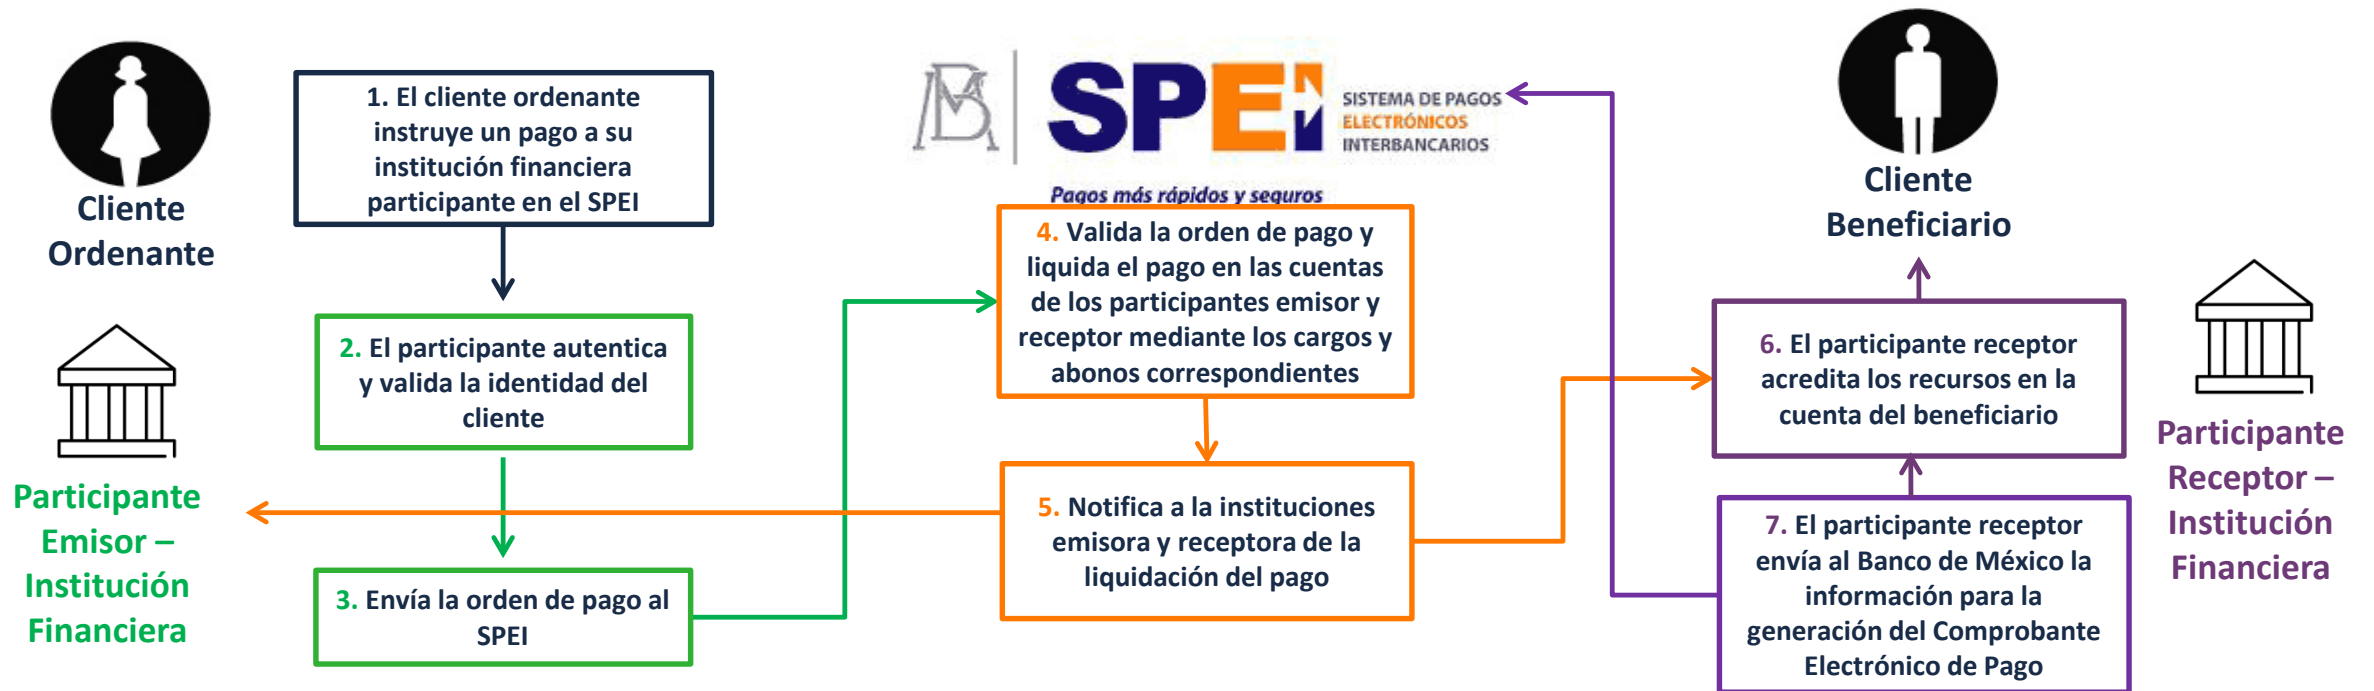 Cliente
Ordenante
Participante
Emisor –
Institución
Financiera
1. El cliente ordenante
instruye un pago a su
institución financiera
participante en el SPEI
2. El participante autentica
y valida la identidad del
cliente
3. Envía la orden de pago al
SPEI
BM
SPEI
SISTEMA DE PAGOS
ELECTRÓNICOS
INTERBANCARIOS
Pagos más rápidos y seguros
4. Valida la orden de pago y
liquida el pago en las cuentas
de los participantes emisor y
receptor mediante los cargos y
abonos correspondientes
5. Notifica a la instituciones
emisora y receptora de la
liquidación del pago
Cliente
Beneficiario
6. El participante receptor
acredita los recursos en la
cuenta del beneficiario
7. El participante receptor
envía al Banco de México la
información para la
generación del Comprobante
Electrónico de Pago
Participante
Receptor –
Institución
Financiera